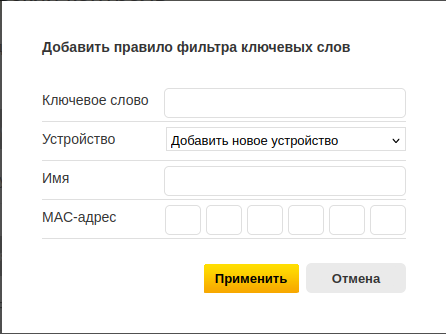 Добавить правило фильтра ключевых слов
Ключевое слово
Устройство
Добавить новое устройство
Имя
MAC-адрес
Применить
Отмена